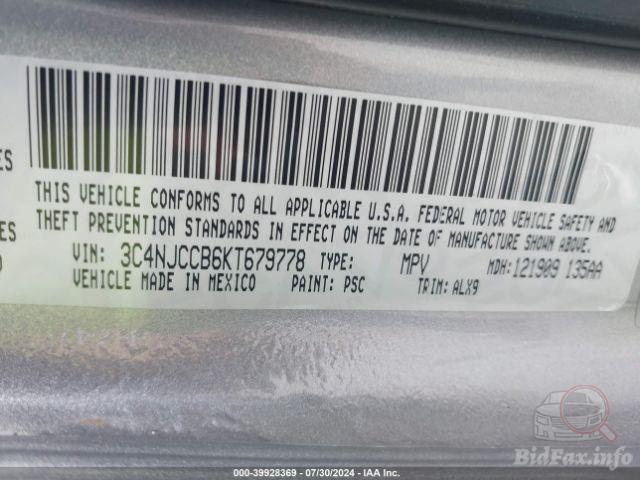 ES
THIS VEHICLE CONFORMS TO ALL APPLICABLE U.S.A. FEDERAL MOTOR VEHICLE SAFETY AND
THEFT PREVENTION STANDARDS IN EFFECT ON THE DATE OF MANUFACTURE SHOWN ABOVE.
ES
VIN: 3C4NJCCB6KT679778 TYPE: MPV MDH: 121909 135AA
VEHICLE MADE IN MEXICO PAINT: PSC TRIM: ALX9
BidFax.info
000-39928369 - 07/30/2024 - IAA Inc.